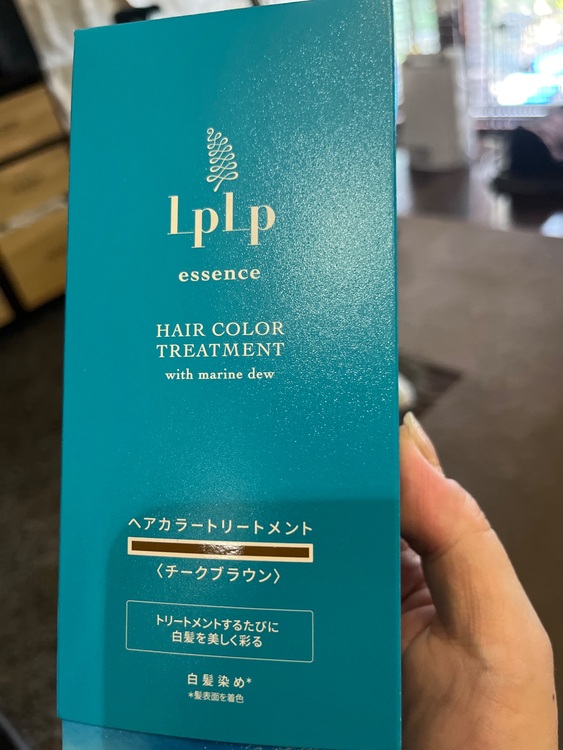 LpLp
essence
HAIR COLOR
TREATMENT
with marine dew
ヘアカラートリートメント
〈チークブラウン〉
トリートメントするたびに
白髪を美しく彩る
白髪染め*
*髪表面を着色